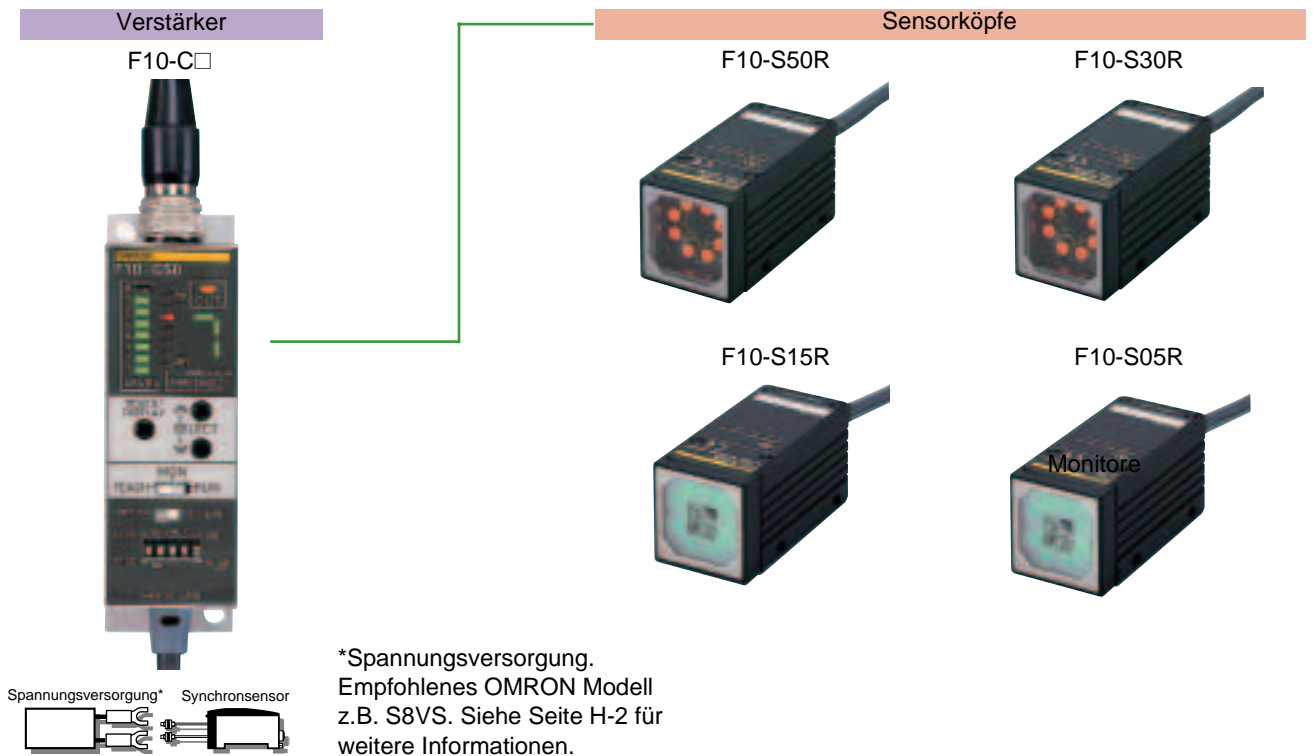 Verstärker
Sensorköpfe
F10-C□
F10-S50R
F10-S30R
F10-S15R
F10-S05R
Monitore
OUT
Spannungsversorgung*
Synchronsensor
*Spannungsversorgung.
Empfohlenes OMRON Modell
z.B. S8VS. Siehe Seite H-2 für
weitere Informationen.